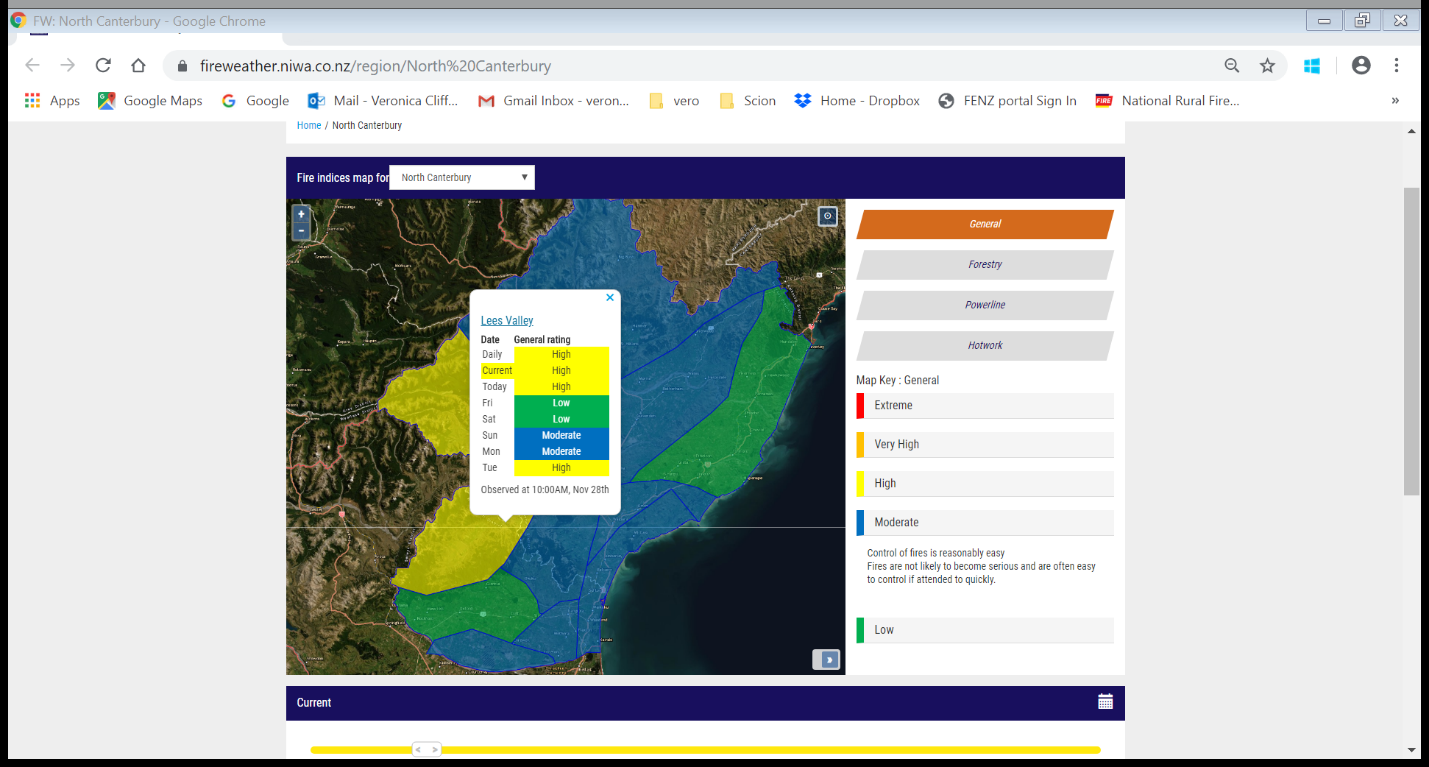 FW: North Canterbury - Google Chrome
fireweather.niwa.co.nz/region/North%20Canterbury
Apps Google Maps Google Mail - Veronica Cliff... Gmail Inbox - veron... vero Scion Home - Dropbox FENZ portal Sign In FIRE National Rural Fire... »
Home / North Canterbury
Fire indices map for North Canterbury
+
-
Lees Valley
Date General rating
Daily High
Current High
Today High
Fri Low
Sat Low
Sun Moderate
Mon Moderate
Tue High
Observed at 10:00AM, Nov 28th
General
Forestry
Powerline
Hotwork
Map Key : General
Extreme
Very High
High
Moderate
Control of fires is reasonably easy
Fires are not likely to become serious and are often easy
to control if attended to quickly.
Low
Current
< >